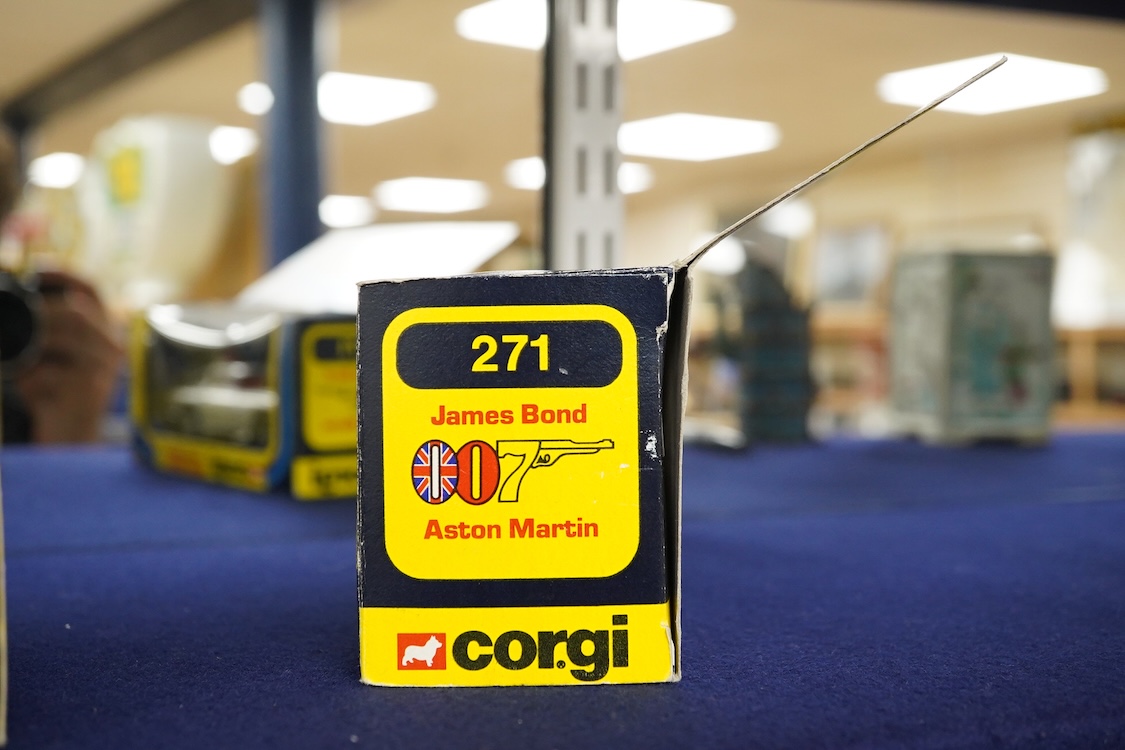 271
James Bond
007
Aston Martin
corgi